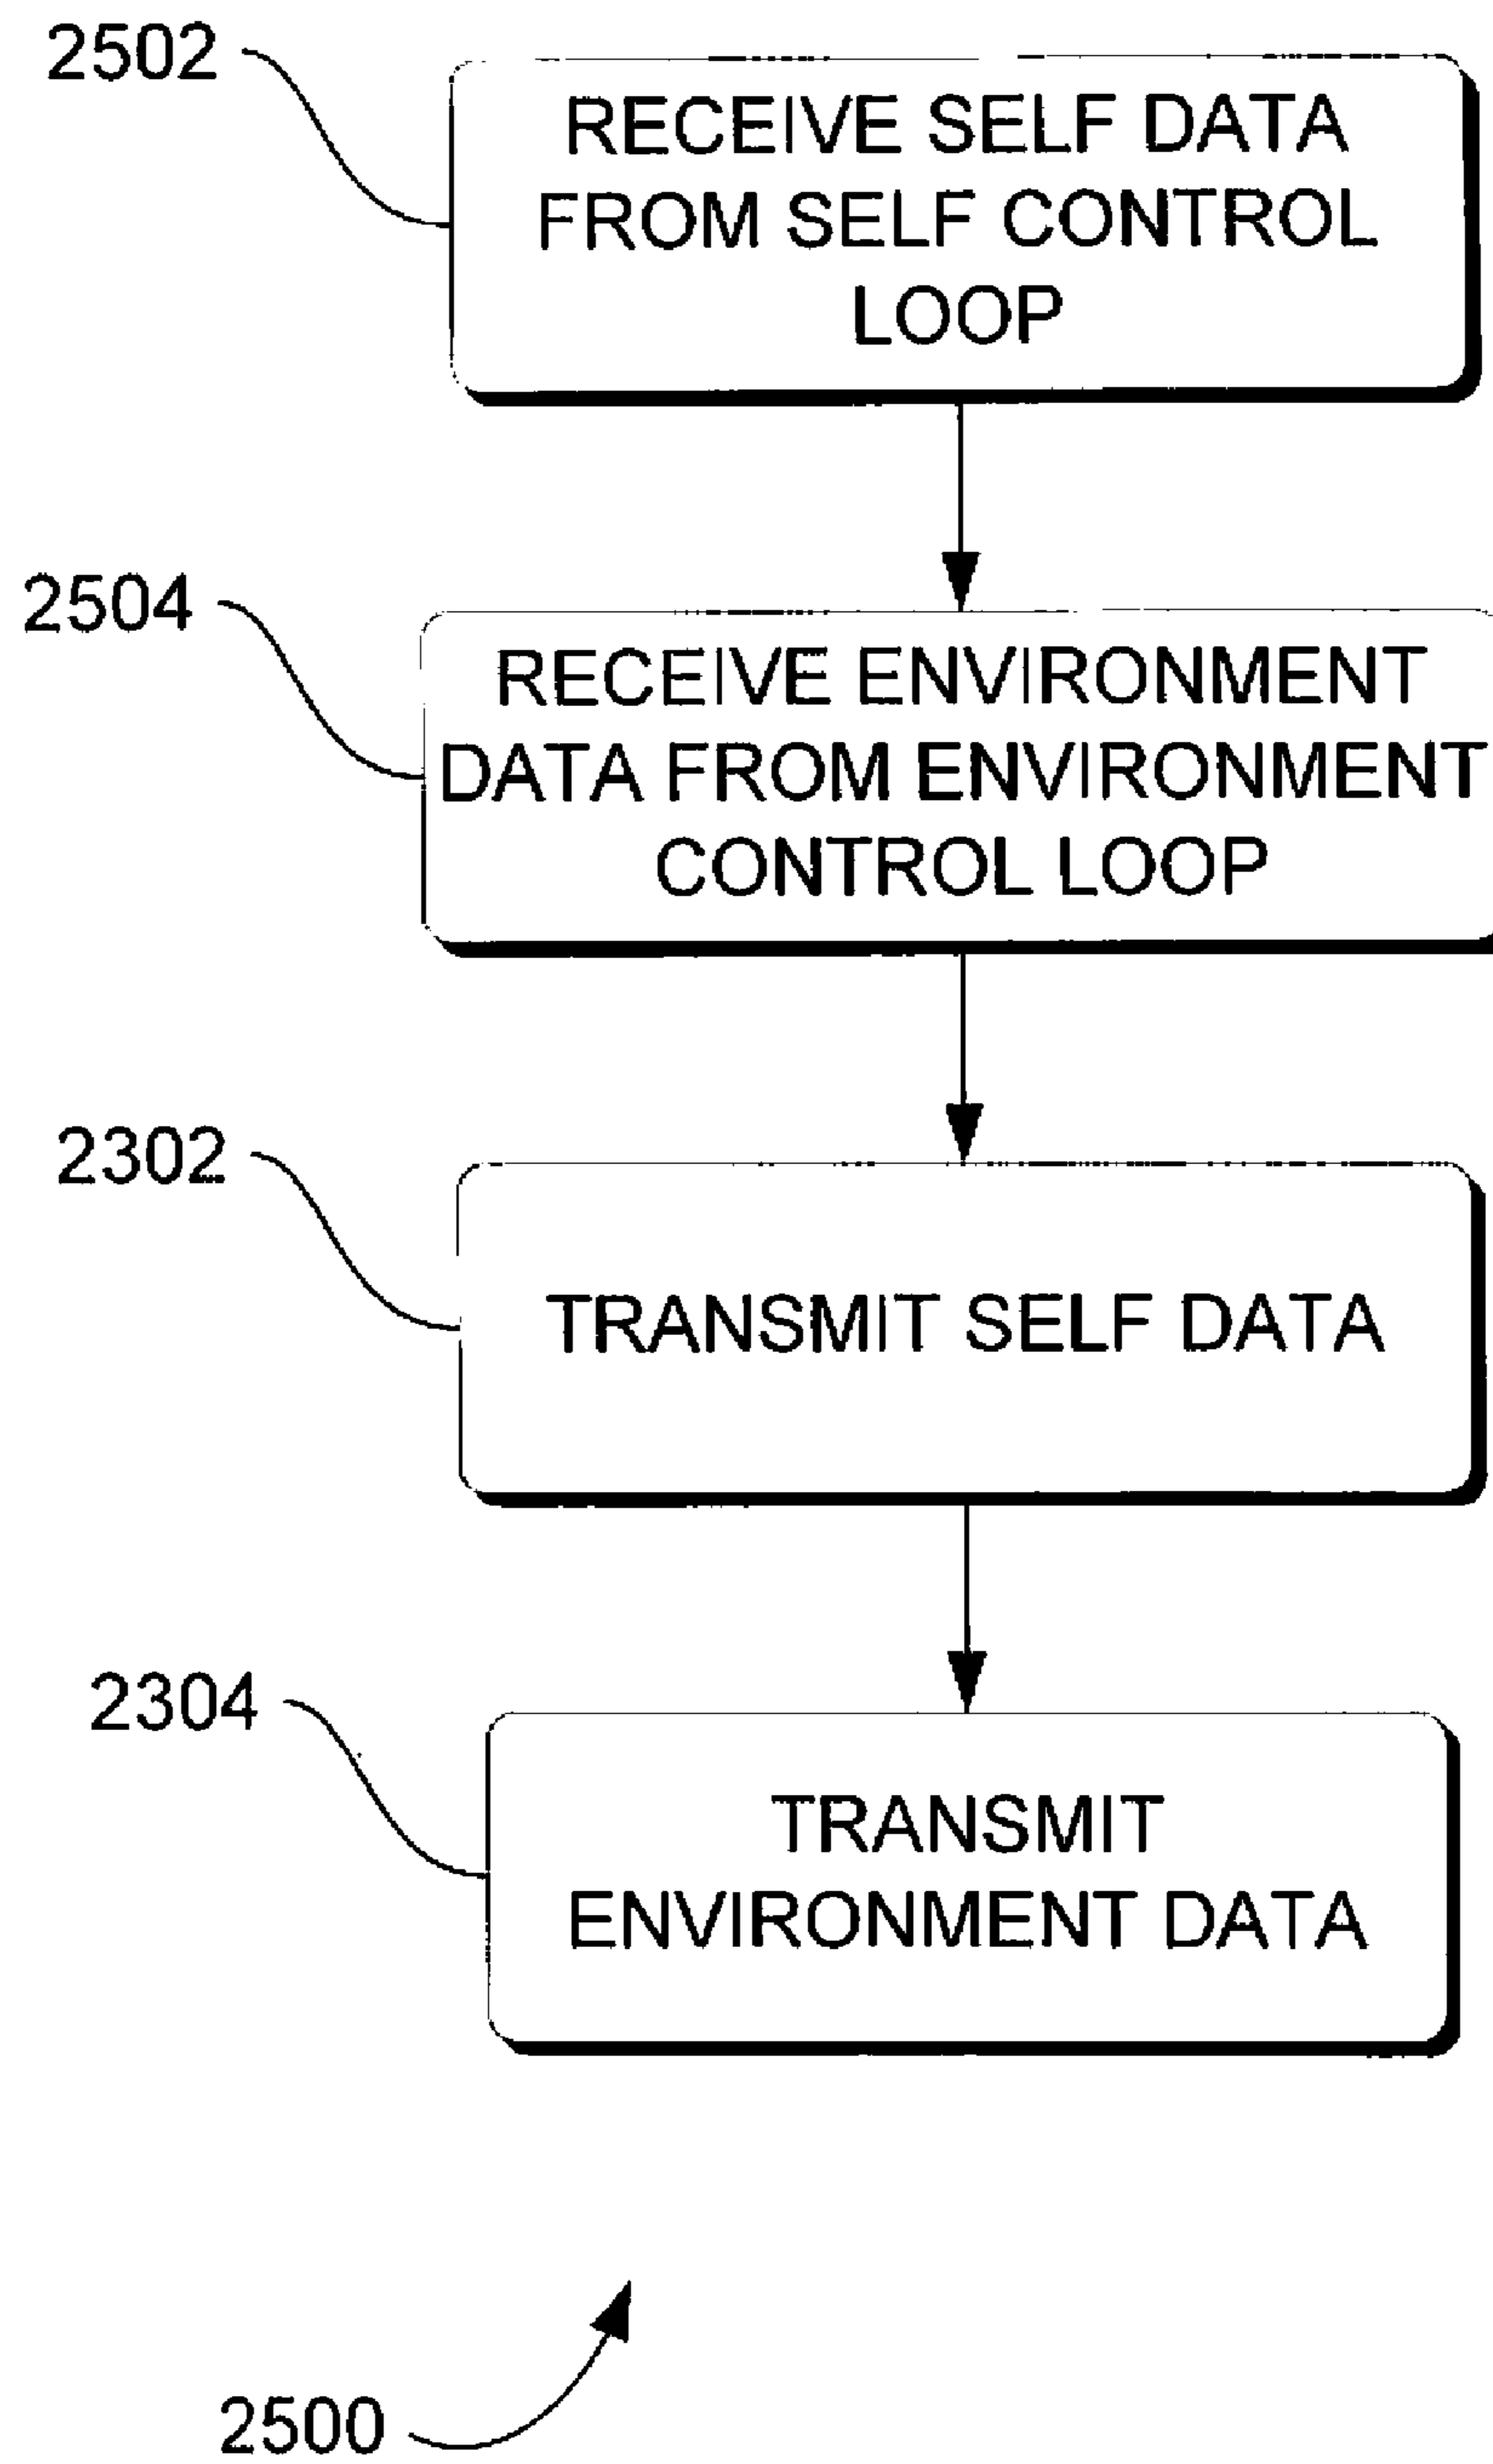 2502
RECEIVE SELF DATA
FROM SELF CONTROL
LOOP
2504
RECEIVE ENVIRONMENT
DATA FROM ENVIRONMENT
CONTROL LOOP
2302
TRANSMIT SELF DATA
2304
TRANSMIT
ENVIRONMENT DATA
2500